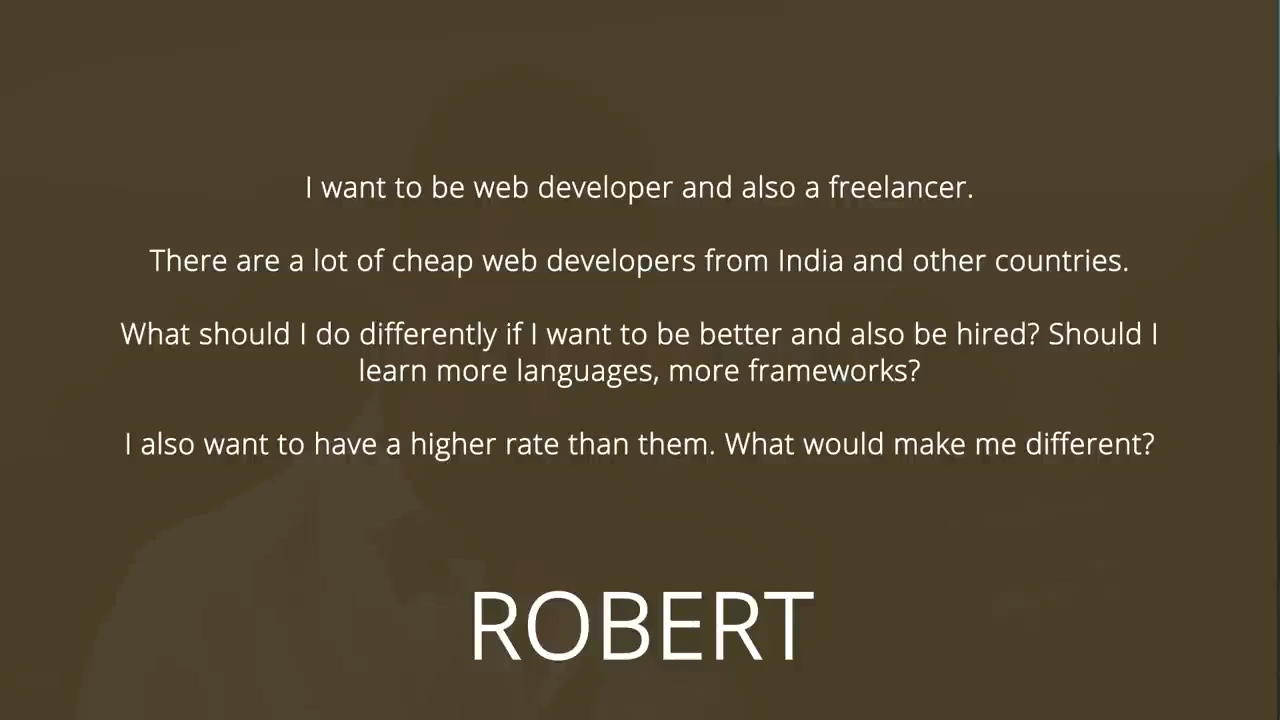 I want to be web developer and also a freelancer.
There are a lot of cheap web developers from India and other countries.
What should I do differently if I want to be better and also be hired? Should I
learn more languages, more frameworks?
I also want to have a higher rate than them. What would make me different?
ROBERT